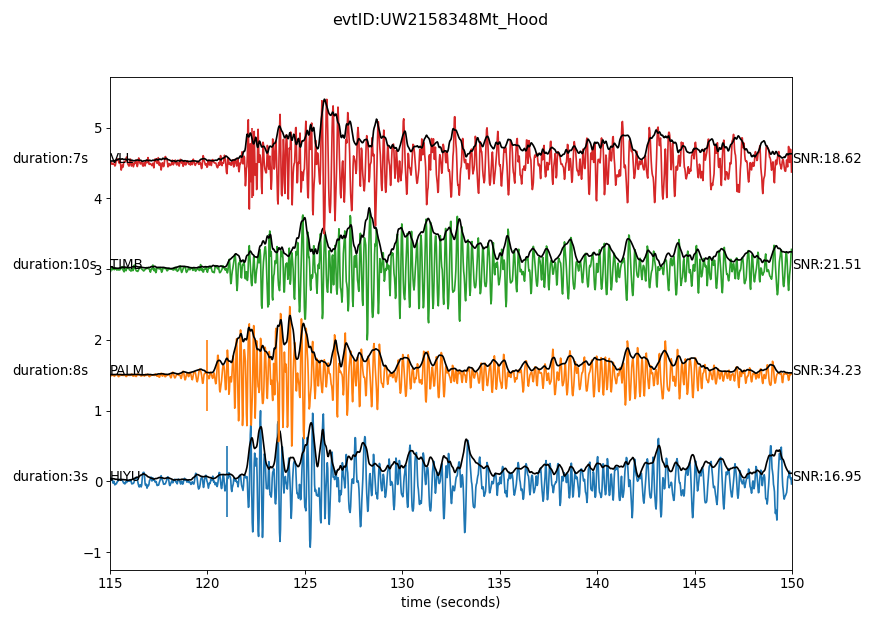 evtID:UW2158348Mt_Hood
5
duration:7s VLL SNR:18.62
4
duration:10s 3 TIMB SNR:21.51
2
duration:8s PALM SNR:34.23
1
duration:3s HIYU SNR:16.95
0
−1
115 120 125 130 135 140 145 150
time (seconds)